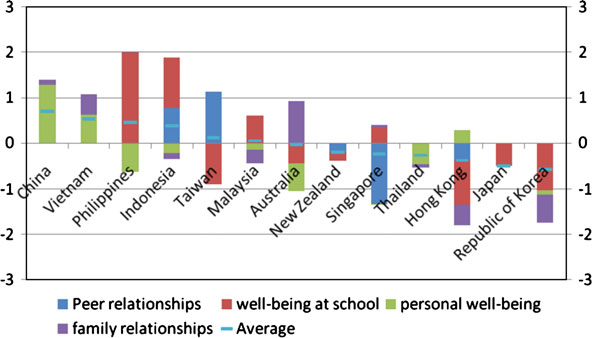 3 3
2 2
1 1
0 0
-1 -1
-2 -2
-3 -3
China
Vietnam
Philippines
Indonesia
Taiwan
Malaysia
Australia
New Zealand
Singapore
Thailand
Hong Kong
Japan
Republic of Korea
Peer relationships well-being at school personal well-being
family relationships Average